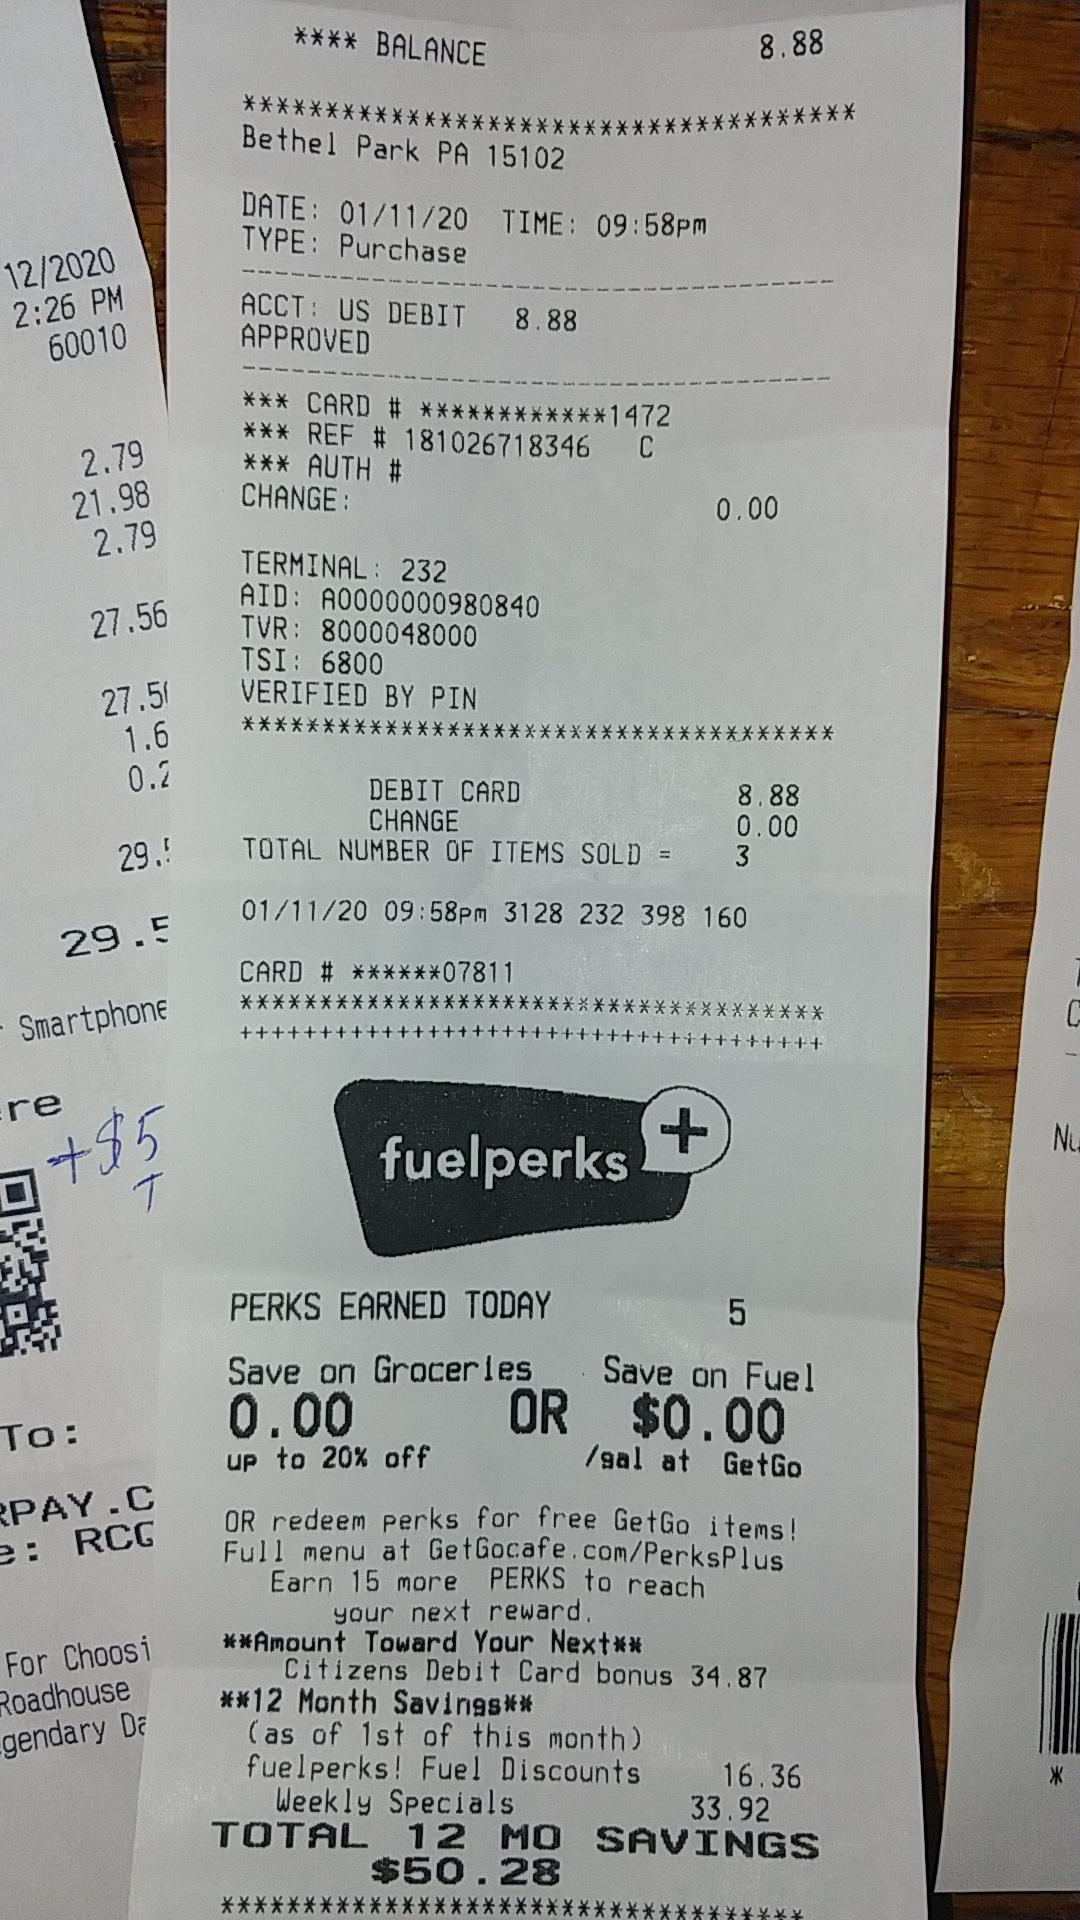 **** BALANCE 8.88
***************************************
Bethel Park PA 15102
DATE: 01/11/20 TIME: 09:58pm
TYPE: Purchase
-------------------------------------
ACCT: US DEBIT 8.88
APPROVED
-------------------------------------
*** CARD # ************1472
*** REF # 181026718346 C
*** AUTH #
CHANGE: 0.00
TERMINAL: 232
AID: A0000000980840
TVR: 8000048000
TSI: 6800
VERIFIED BY PIN
**************************************
DEBIT CARD 8.88
CHANGE 0.00
TOTAL NUMBER OF ITEMS SOLD = 3
01/11/20 09:58pm 3128 232 398 160
CARD # ******07811
**************************************
++++++++++++++++++++++++++++++++++++++
fuelperks +
PERKS EARNED TODAY 5
Save on Groceries Save on Fuel
0.00 OR $0.00
up to 20% off /gal at GetGo
OR redeem perks for free GetGo items!
Full menu at GetGocafe.com/PerksPlus
Earn 15 more PERKS to reach
your next reward.
**Amount Toward Your Next**
Citizens Debit Card bonus 34.87
**12 Month Savings**
(as of 1st of this month)
fuelperks! Fuel Discounts 16.36
Weekly Specials 33.92
TOTAL 12 MO SAVINGS
$50.28
*************************************
12/2020
2:26 PM
60010
2.79
21.98
2.79
27.56
27.5
1.6
0.2
29.5
29.5
Smartphone
ere
+$5
T
To:
RPAY.C
e: RCG
For Choosi
Roadhouse
gendary Da
Nu
*